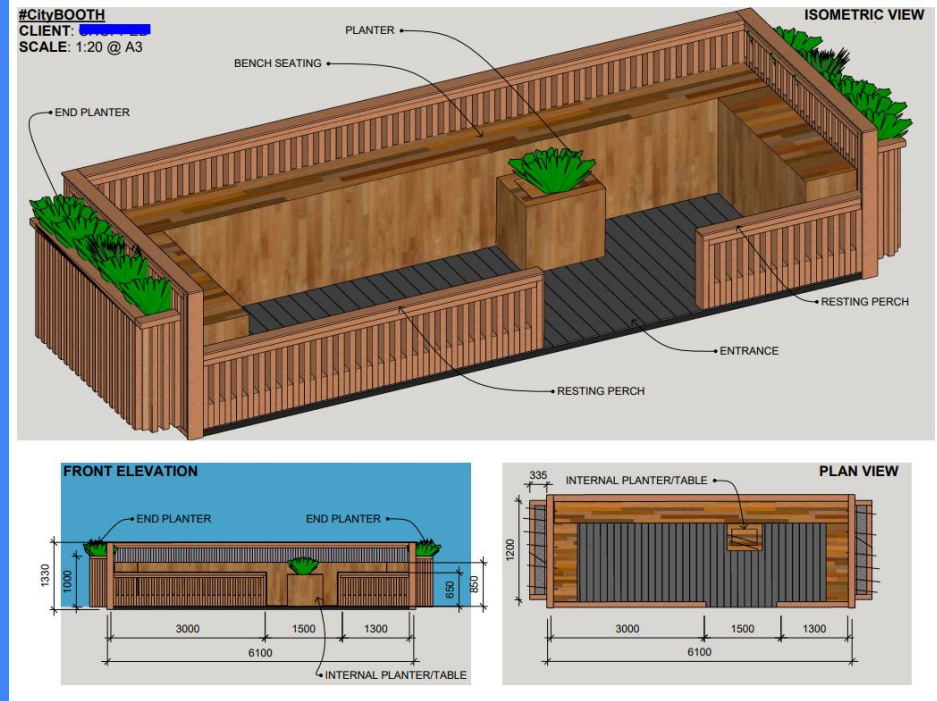 #CityBOOTH
CLIENT:
SCALE: 1:20 @ A3
ISOMETRIC VIEW
PLANTER
BENCH SEATING
END PLANTER
RESTING PERCH
ENTRANCE
RESTING PERCH
FRONT ELEVATION
END PLANTER
END PLANTER
1330
1000
650
850
3000
1500
1300
6100
INTERNAL PLANTER/TABLE
PLAN VIEW
335
INTERNAL PLANTER/TABLE
1200
3000
1500
1300
6100